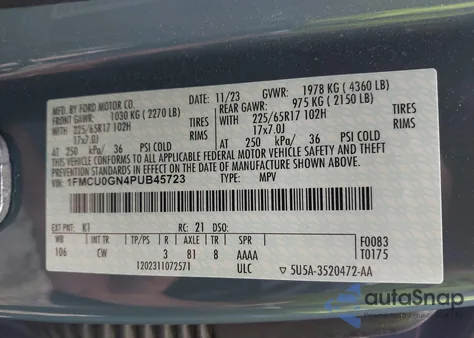 MFD. BY FORD MOTOR CO.
11/23 GVWR: 1978 KG ( 4360 LB)
FRONT GAWR: 1030 KG ( 2270 LB) REAR GAWR: 975 KG ( 2150 LB)
225/65R17 102H TIRES 225/65R17 102H TIRES
17x7.0J RIMS 17x7.0J RIMS
AT 250 kPa/ 36 PSI COLD AT 250 kPa/ 36 PSI COLD
THIS VEHICLE CONFORMS TO ALL APPLICABLE FEDERAL MOTOR VEHICLE SAFETY AND THEFT
PREVENTION STANDARDS IN EFFECT ON THE DATE OF MANUFACTURE SHOWN ABOVE.
VIN: 1FMCU0GN4PUB45723 TYPE: MPV
EXT PNT: K1 RC: 21 DSO:
WB INT TR TP/PS R AXLE TR SPR F0083
106 CW 3 81 8 AAAA T0175
1202311072571 ULC 5U5A-3520472-AA
autoSnap